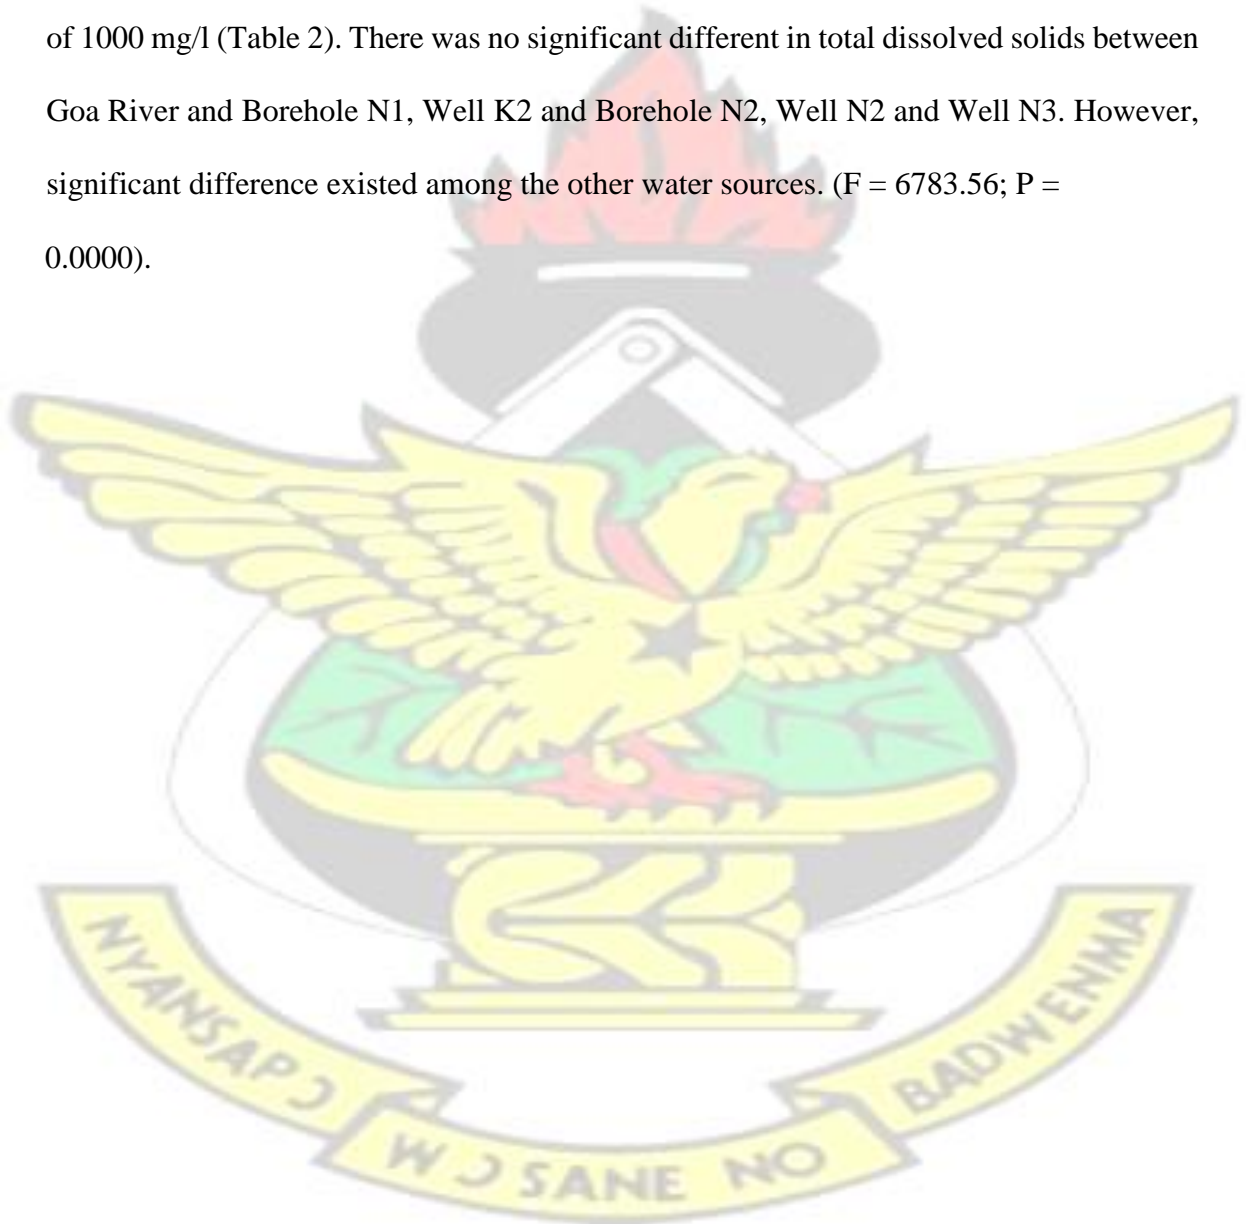 of 1000 mg/l (Table 2). There was no significant different in total dissolved solids between
Goa River and Borehole N1, Well K2 and Borehole N2, Well N2 and Well N3. However,
significant difference existed among the other water sources. (F = 6783.56; P =
0.0000).
NYANSAPƆ
WƆSANE NO
BADWENMA